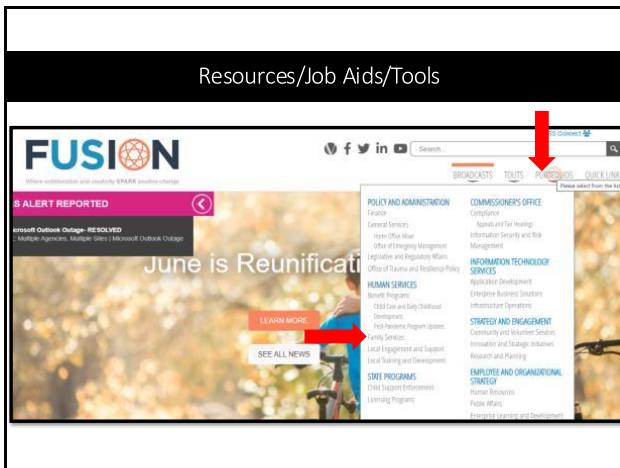 Resources/Job Aids/Tools
SS Connect
FUSION
Where collaboration and creativity SPARK positive change
Search...
BROADCASTS TOUTS PORTFOLIOS QUICK LINK
Please select from the list
S ALERT REPORTED
crosoft Outlook Outage- RESOLVED
: Multiple Agencies, Multiple Sites | Microsoft Outlook Outage
June is Reunificati
LEARN MORE
SEE ALL NEWS
POLICY AND ADMINISTRATION
Finance
General Services
Home Office Mover
Office of Emergency Management
Legislative and Regulatory Affairs
Office of Trauma and Resilience Policy
HUMAN SERVICES
Benefit Programs
Child Care and Early Childhood
Development
Post-Pandemic Program Updates
Family Services
Local Engagement and Support
Local Training and Development
STATE PROGRAMS
Child Support Enforcement
Licensing Programs
COMMISSIONER'S OFFICE
Compliance
Appeals and Fair Hearings
Information Security and Risk
Management
INFORMATION TECHNOLOGY
SERVICES
Application Development
Enterprise Business Solutions
Infrastructure Operations
STRATEGY AND ENGAGEMENT
Community and Volunteer Services
Innovation and Strategic Initiatives
Research and Planning
EMPLOYEE AND ORGANIZATIONAL
STRATEGY
Human Resources
Public Affairs
Enterprise Learning and Development